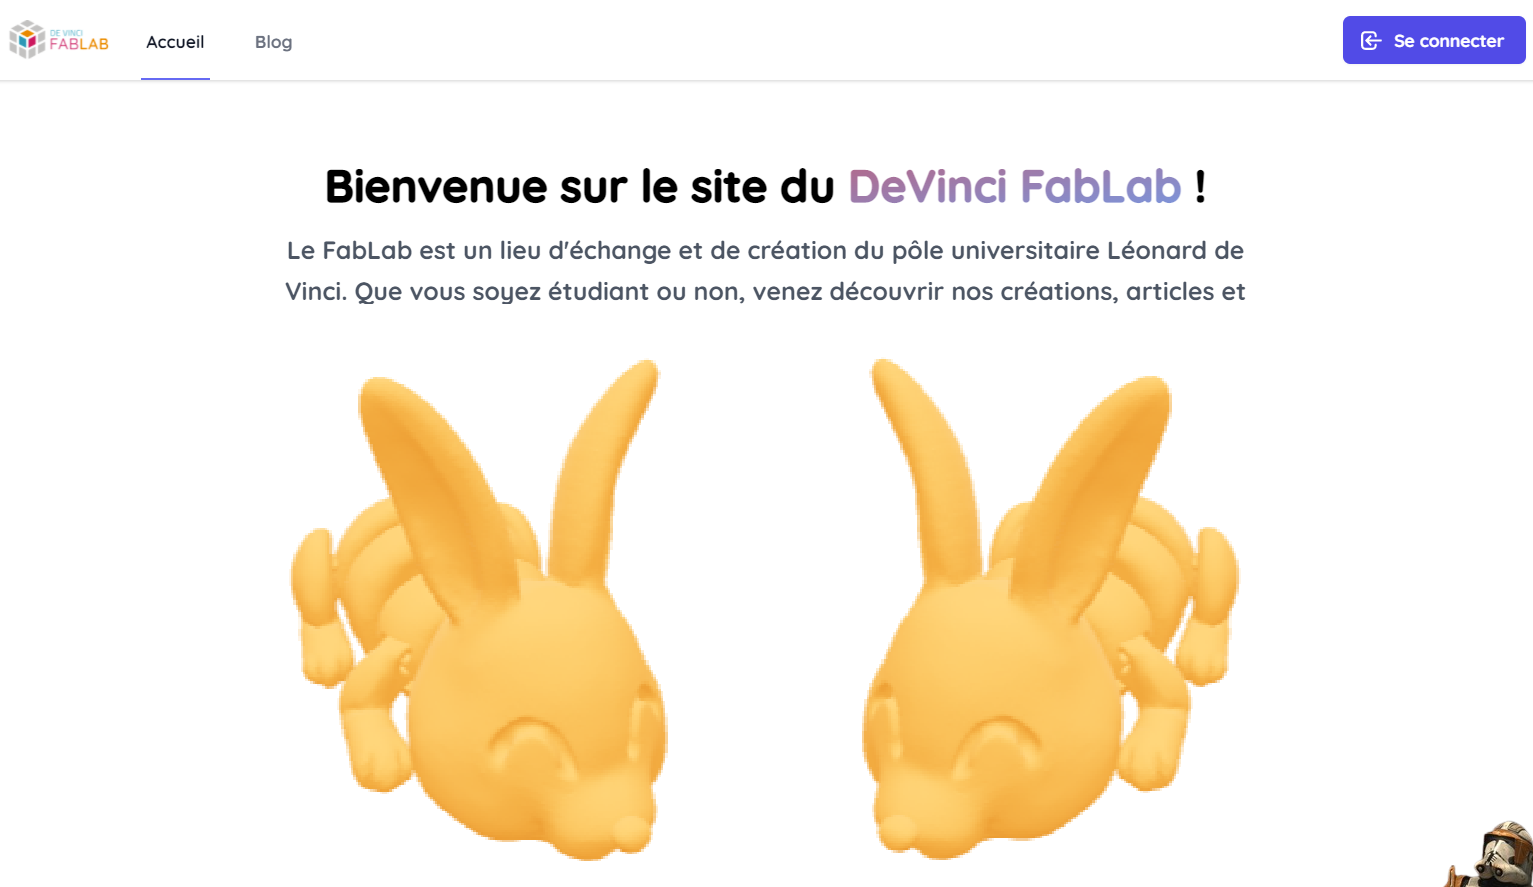 DE VINCI
FABLAB
Accueil
Blog
Se connecter
Bienvenue sur le site du DeVinci FabLab !
Le FabLab est un lieu d'échange et de création du pôle universitaire Léonard de
Vinci. Que vous soyez étudiant ou non, venez découvrir nos créations, articles et